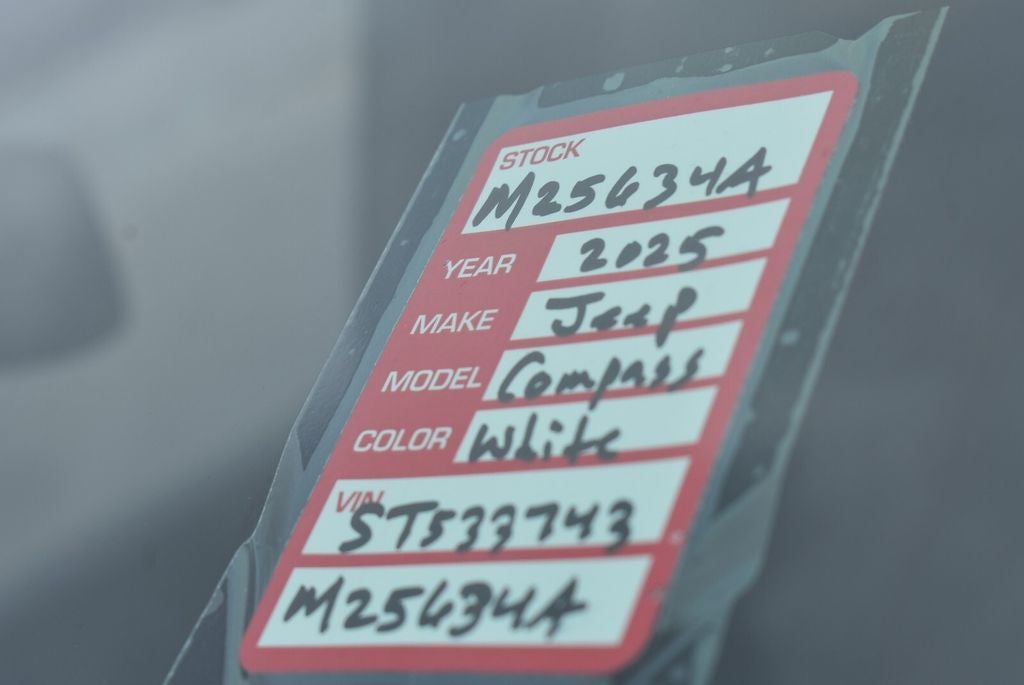 STOCK
M25634A
YEAR 2025
MAKE Jeep
MODEL Compass
COLOR White
VIN
ST533743
M25634A